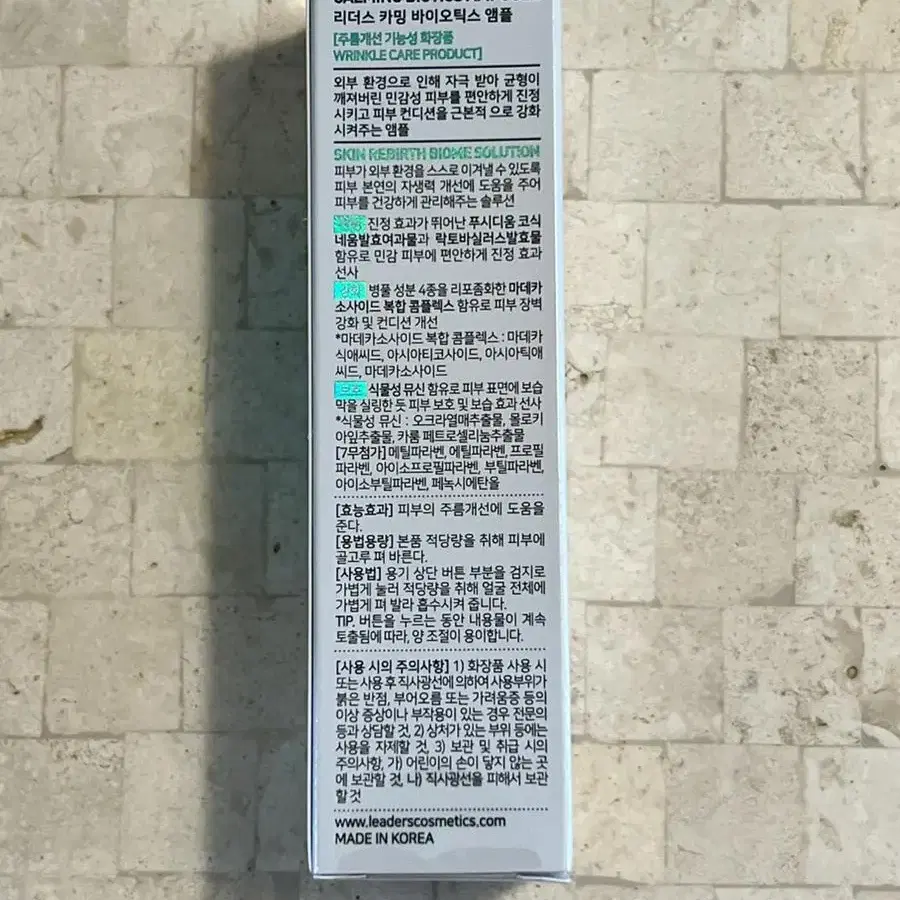 리더스 카밍 바이오틱스 앰플
[주름개선 기능성 화장품
WRINKLE CARE PRODUCT]
외부 환경으로 인해 자극 받아 균형이
깨져버린 민감성 피부를 편안하게 진정
시키고 피부 컨디션을 근본적 으로 강화
시켜주는 앰플
SKIN REBIRTH BIOME SOLUTION
피부가 외부 환경을 스스로 이겨낼 수 있도록
피부 본연의 자생력 개선에 도움을 주어
피부를 건강하게 관리해주는 솔루션
진정 진정 효과가 뛰어난 푸시디움 코식
네움발효여과물과 락토바실러스발효물
함유로 민감 피부에 편안하게 진정 효과
선사
강화 병풀 성분 4종을 리포좀화한 마데카
소사이드 복합 콤플렉스 함유로 피부 장벽
강화 및 컨디션 개선
*마데카소사이드 복합 콤플렉스 : 마데카
식애씨드, 아시아티코사이드, 아시아틱애
씨드, 마데카소사이드
보호 식물성 뮤신 함유로 피부 표면에 보습
막을 실링한 듯 피부 보호 및 보습 효과 선사
*식물성 뮤신 : 오크라열매추출물, 몰로키
아잎추출물, 카룸 페트로셀리눔추출물
[7무첨가] 메틸파라벤, 에틸파라벤, 프로필
파라벤, 아이소프로필파라벤, 부틸파라벤,
아이소부틸파라벤, 페녹시에탄올
[효능효과] 피부의 주름개선에 도움을
준다.
[용법용량] 본품 적당량을 취해 피부에
골고루 펴 바른다.
[사용법] 용기 상단 버튼 부분을 검지로
가볍게 눌러 적당량을 취해 얼굴 전체에
가볍게 펴 발라 흡수시켜 줍니다.
TIP. 버튼을 누르는 동안 내용물이 계속
토출됨에 따라, 양 조절이 용이합니다.
[사용 시의 주의사항] 1) 화장품 사용 시
또는 사용 후 직사광선에 의하여 사용부위가
붉은 반점, 부어오름 또는 가려움증 등의
이상 증상이나 부작용이 있는 경우 전문의
등과 상담할 것, 2) 상처가 있는 부위 등에는
사용을 자제할 것, 3) 보관 및 취급 시의
주의사항, 가) 어린이의 손이 닿지 않는 곳
에 보관할 것, 나) 직사광선을 피해서 보관
할 것
www.leaderscosmetics.com
MADE IN KOREA